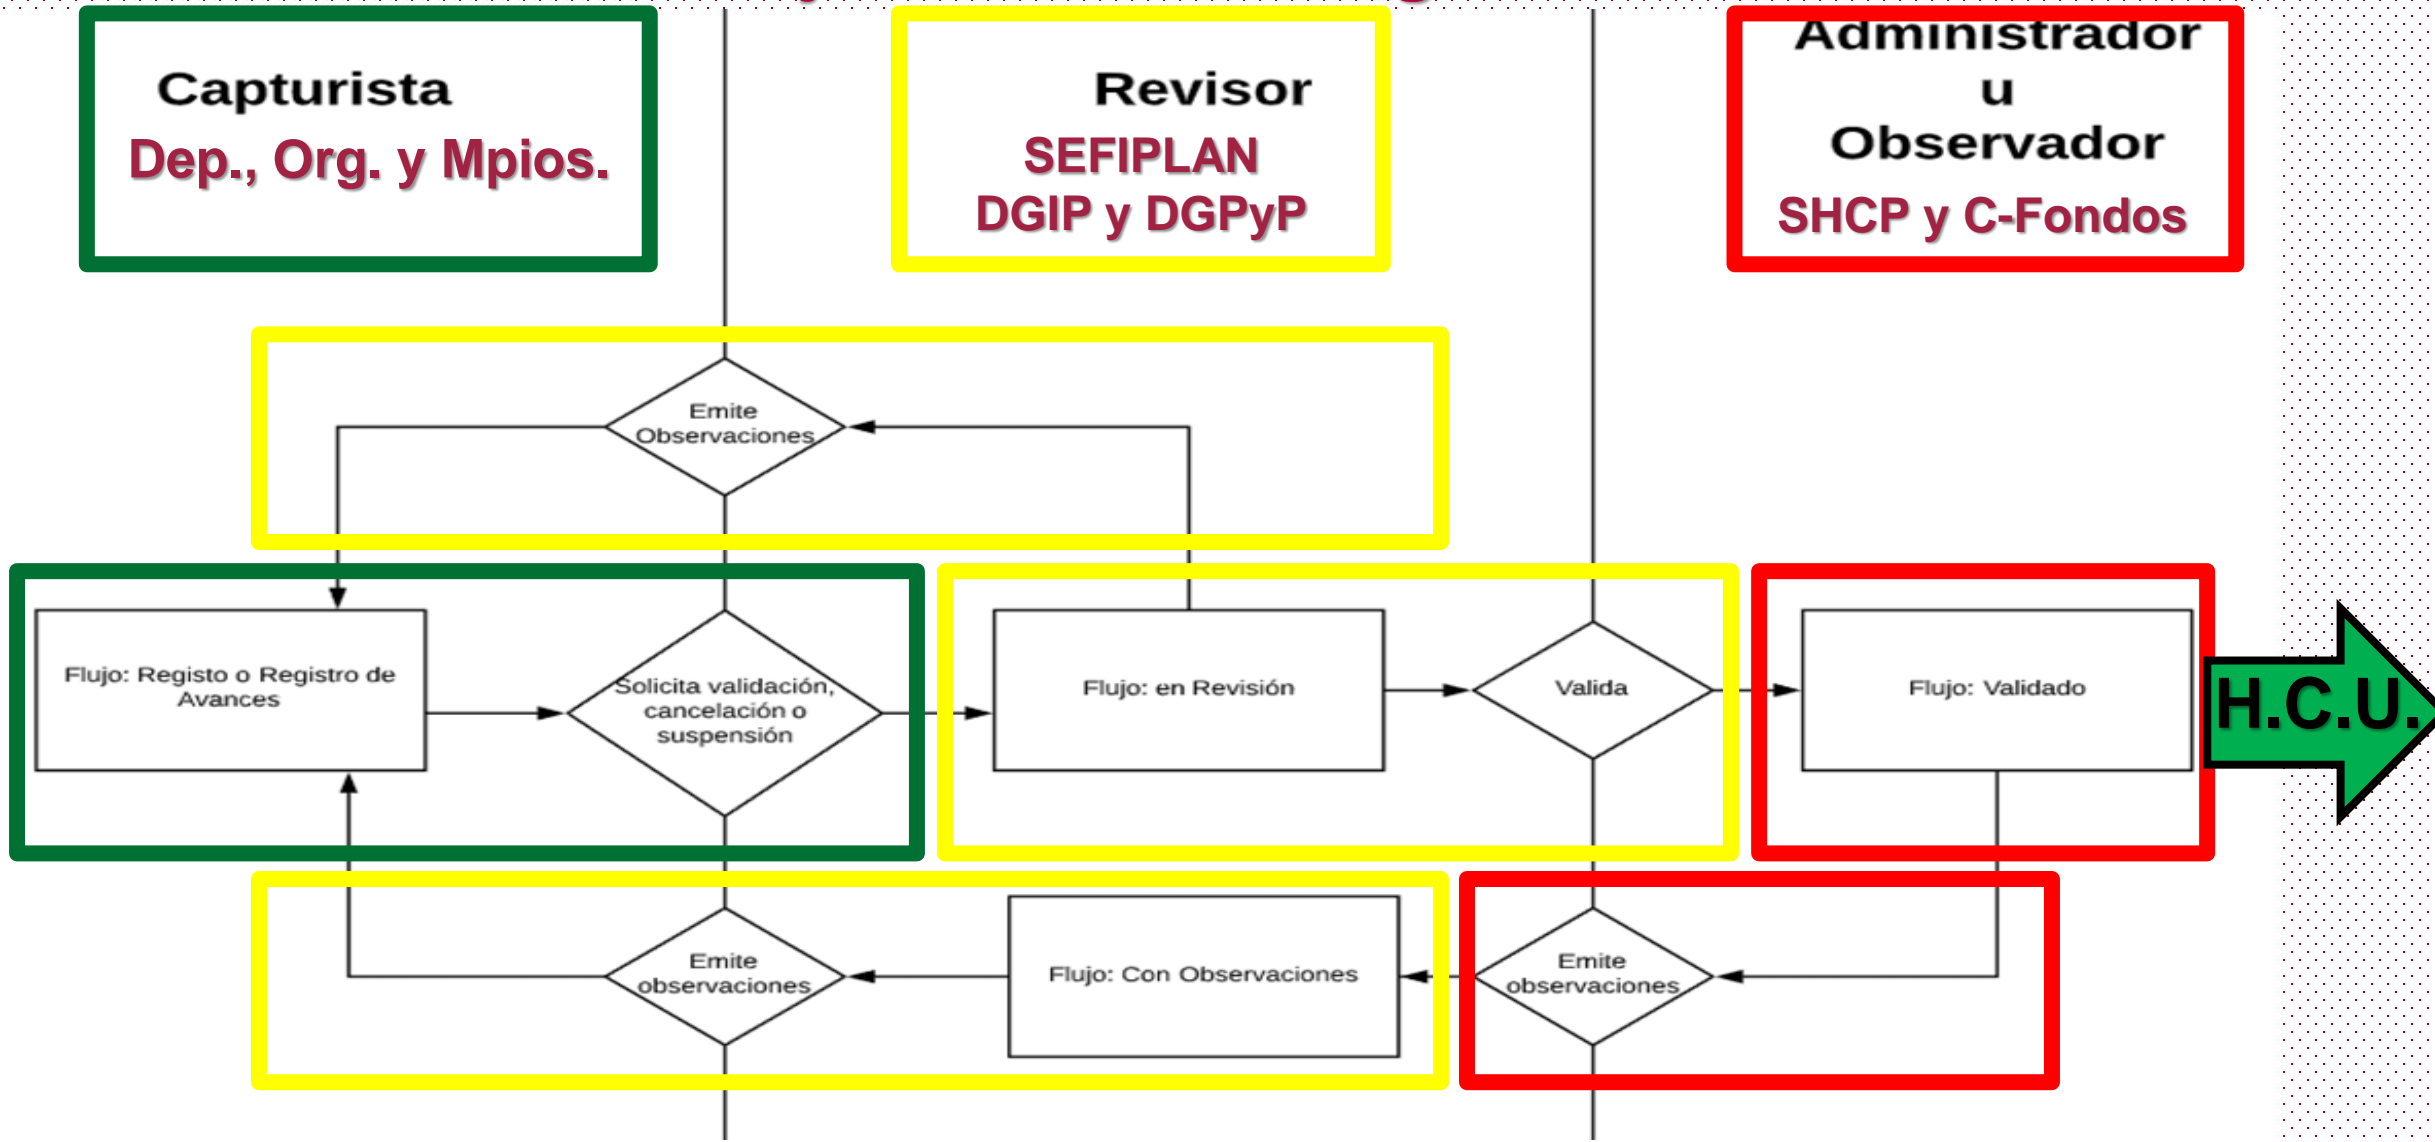 Capturista
Dep., Org. y Mpios.
Revisor
SEFIPLAN
DGIP y DGPyP
Administrador
u
Observador
SHCP y C-Fondos
Emite
Observaciones
Flujo: Registo o Registro de
Avances
Solicita validación,
cancelación o
suspensión
Flujo: en Revisión
Valida
Flujo: Validado
H.C.U.
Emite
observaciones
Flujo: Con Observaciones
Emite
observaciones